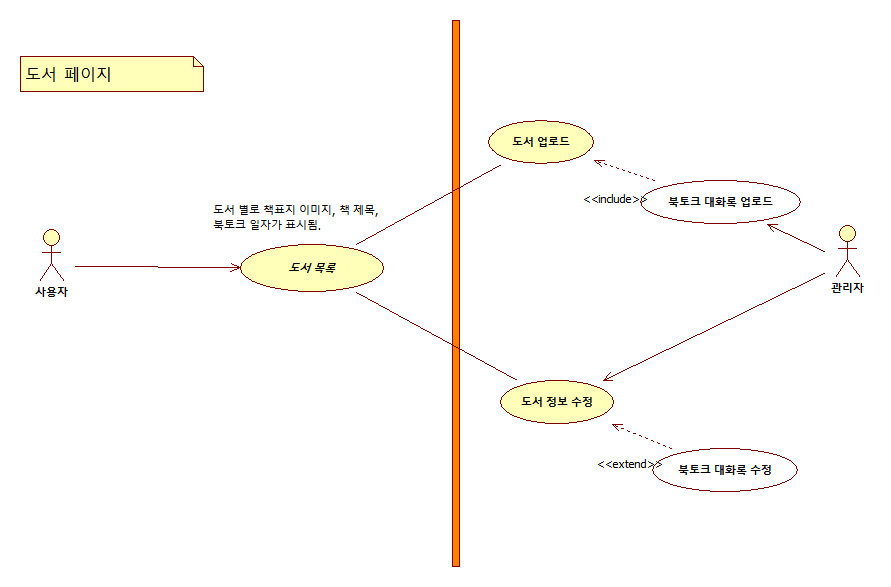 도서 페이지
도서 업로드
<<include>>
북토크 대화록 업로드
도서 별로 책표지 이미지, 책 제목,
북토크 일자가 표시됨.
도서 목록
사용자
관리자
도서 정보 수정
<<extend>>
북토크 대화록 수정